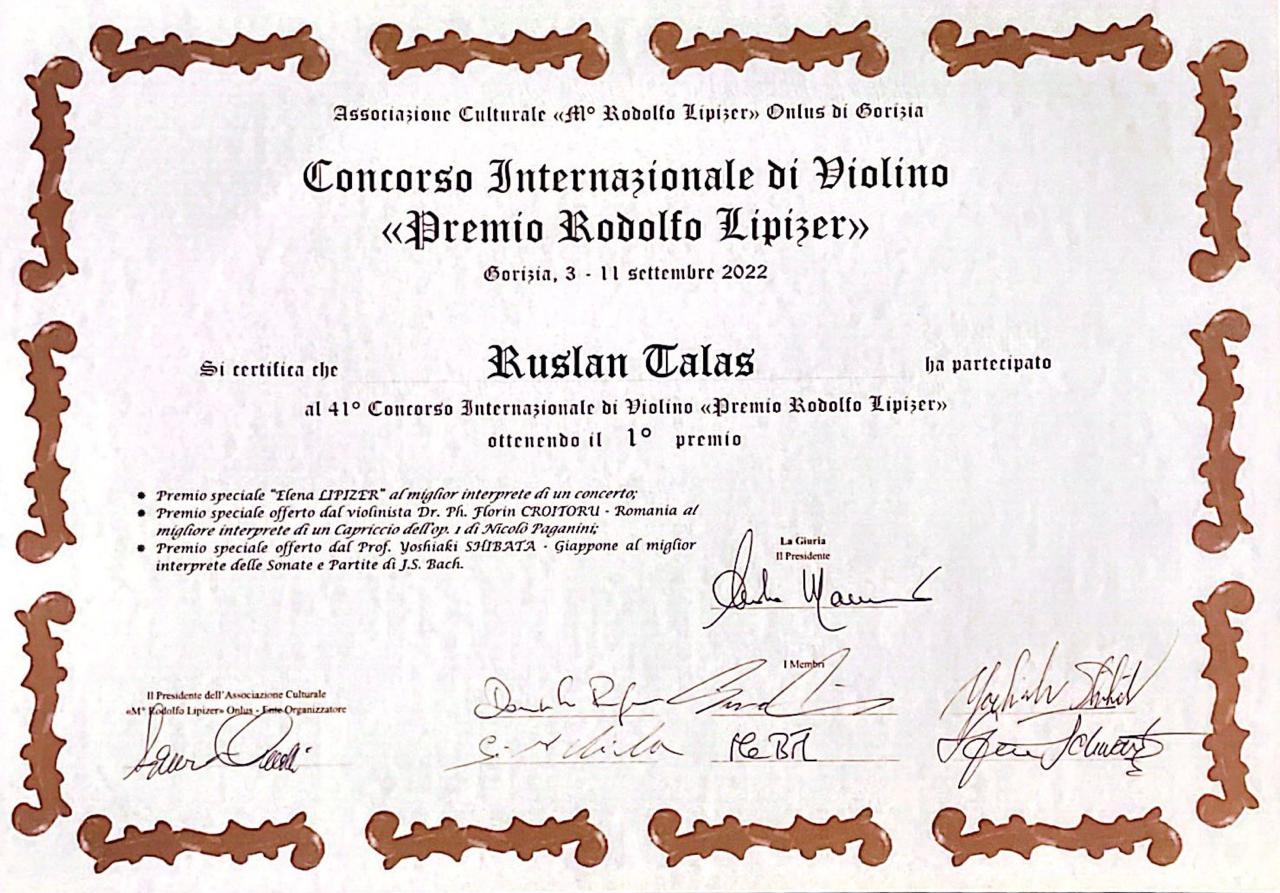 Associazione Culturale «M° Rodolfo Lipizer» Onlus di Gorizia
Concorso Internazionale di Violino
«Premio Rodolfo Lipizer»
Gorizia, 3 - 11 settembre 2022
Si certifica che Ruslan Talas ha partecipato
al 41° Concorso Internazionale di Violino «Premio Rodolfo Lipizer»
ottenendo il 1° premio
• Premio speciale "Elena LIPIZER" al miglior interprete di un concerto;
• Premio speciale offerto dal violinista Dr. Ph. Florin CROITORU - Romania al
migliore interprete di un Capriccio dell'op. 1 di Nicolò Paganini;
• Premio speciale offerto dal Prof. Yoshiaki SHIBATA - Giappone al miglior
interprete delle Sonate e Partite di J.S. Bach.
La Giuria
Il Presidente
I Membri
Il Presidente dell'Associazione Culturale
«M° Rodolfo Lipizer» Onlus - Ente Organizzatore